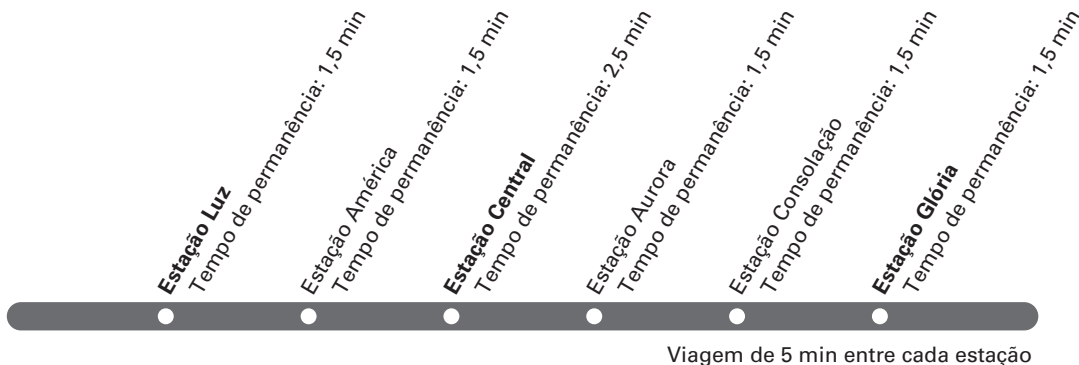 Estação Luz
Tempo de permanência: 1,5 min
Estação América
Tempo de permanência: 1,5 min
Estação Central
Tempo de permanência: 2,5 min
Estação Aurora
Tempo de permanência: 1,5 min
Estação Consolação
Tempo de permanência: 1,5 min
Estação Glória
Tempo de permanência: 1,5 min
Viagem de 5 min entre cada estação